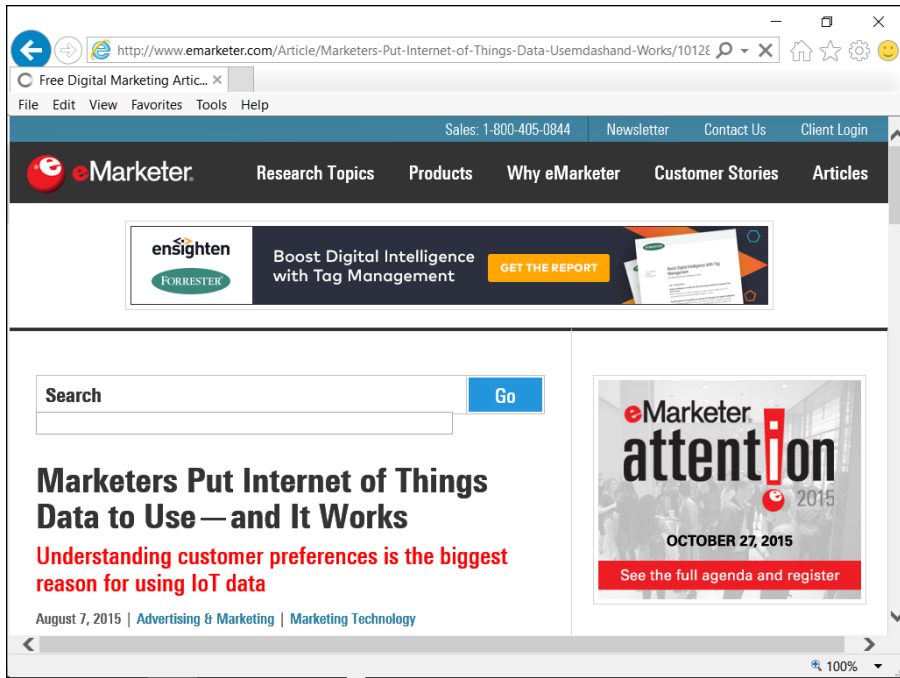 http://www.emarketer.com/Article/Marketers-Put-Internet-of-Things-Data-Usemdashand-Works/10128
Free Digital Marketing Artic...
File Edit View Favorites Tools Help
Sales: 1-800-405-0844 Newsletter Contact Us Client Login
eMarketer. Research Topics Products Why eMarketer Customer Stories Articles
ensighten
FORRESTER
Boost Digital Intelligence
with Tag Management
GET THE REPORT
Search Go
Marketers Put Internet of Things
Data to Use—and It Works
Understanding customer preferences is the biggest
reason for using IoT data
August 7, 2015 | Advertising & Marketing | Marketing Technology
eMarketer
attent!on
2015
OCTOBER 27, 2015
See the full agenda and register
100%